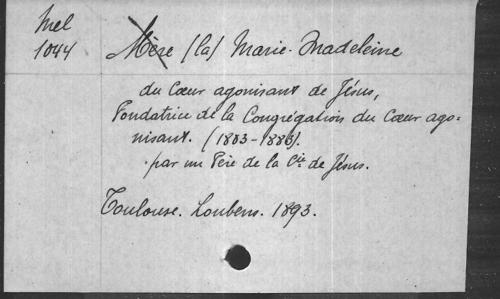 Mel
1044
Mère (la) Marie-Madeleine
du Cœur agonisant de Jésus,
Fondatrice de la Congrégation du Cœur ago=
nisant. (1803-1883).
par un Père de la Cie de Jésus.
Toulouse. Loubens. 1893.